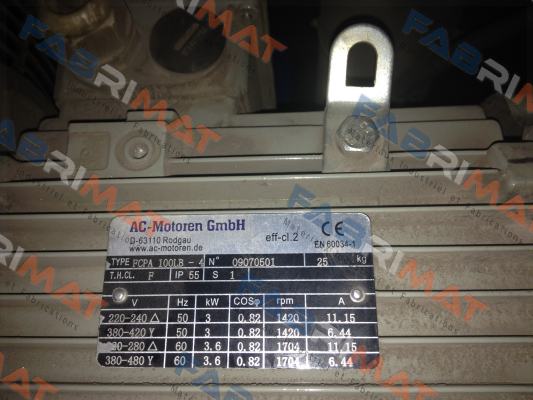 AC-Motoren GmbH
D-63110 Rodgau
www.ac-motoren.de
eff-cl.2
CE
EN 60034-1
TYPE FCPA 100LB - 4 N° 09070501 25 kg
T.H.CL. F IP 55 S 1
V Hz kW COSφ rpm A
220-240 △ 50 3 0.82 1420 11.15
380-420 Y 50 3 0.82 1420 6.44
220-280 △ 60 3.6 0.82 1704 11.15
380-480 Y 60 3.6 0.82 1704 6.44
FABRIMAT
FABRIMAT
FABRIMAT
FABRIMAT